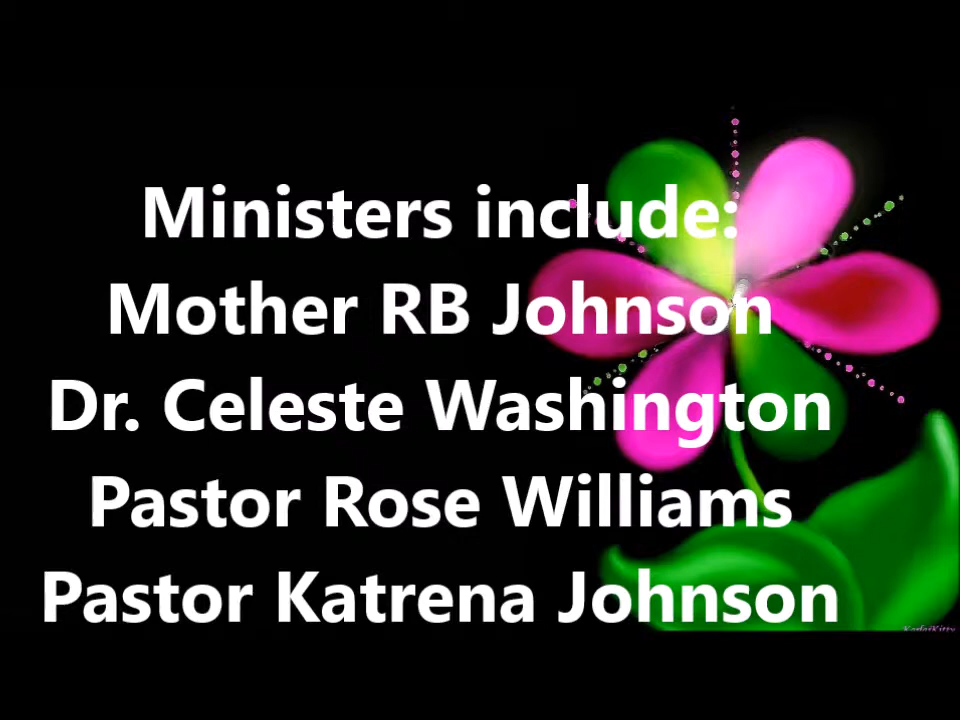 Ministers include:
Mother RB Johnson
Dr. Celeste Washington
Pastor Rose Williams
Pastor Katrena Johnson